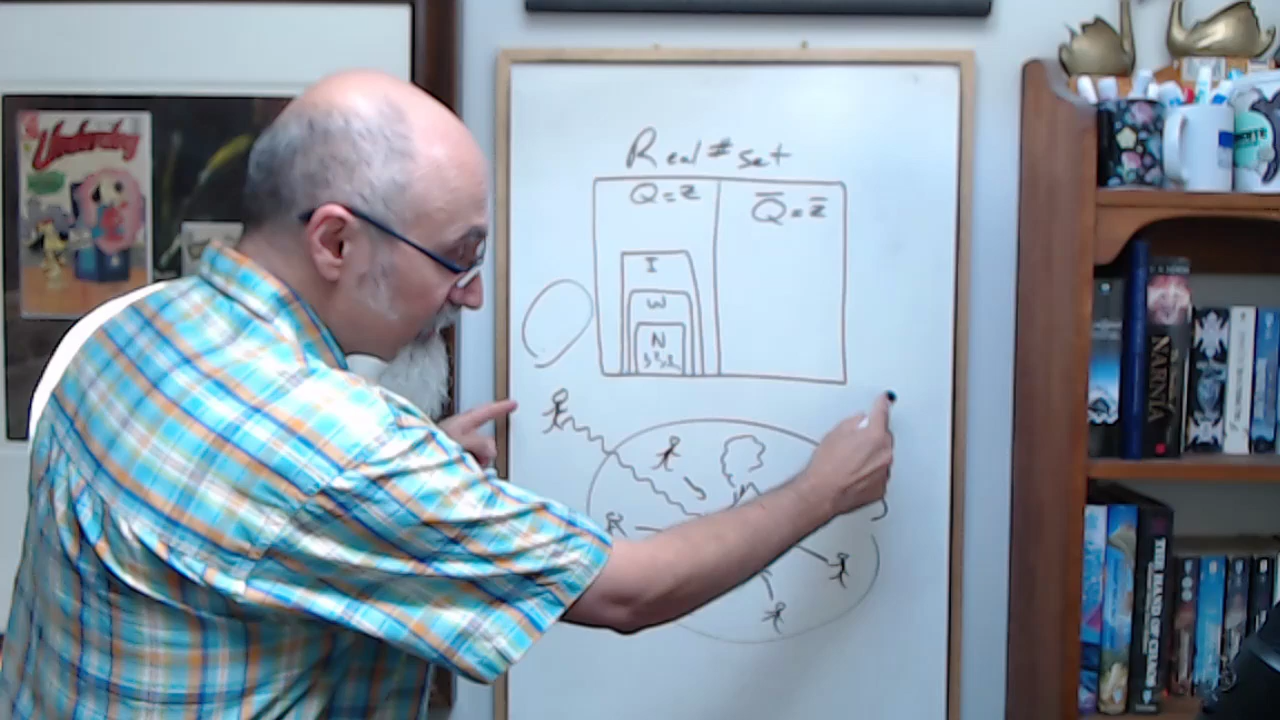 Underdog
Real # set
Q = z
Q̅ = z̅
I
W
N
NARNIA
THE HAND OF CHAOS